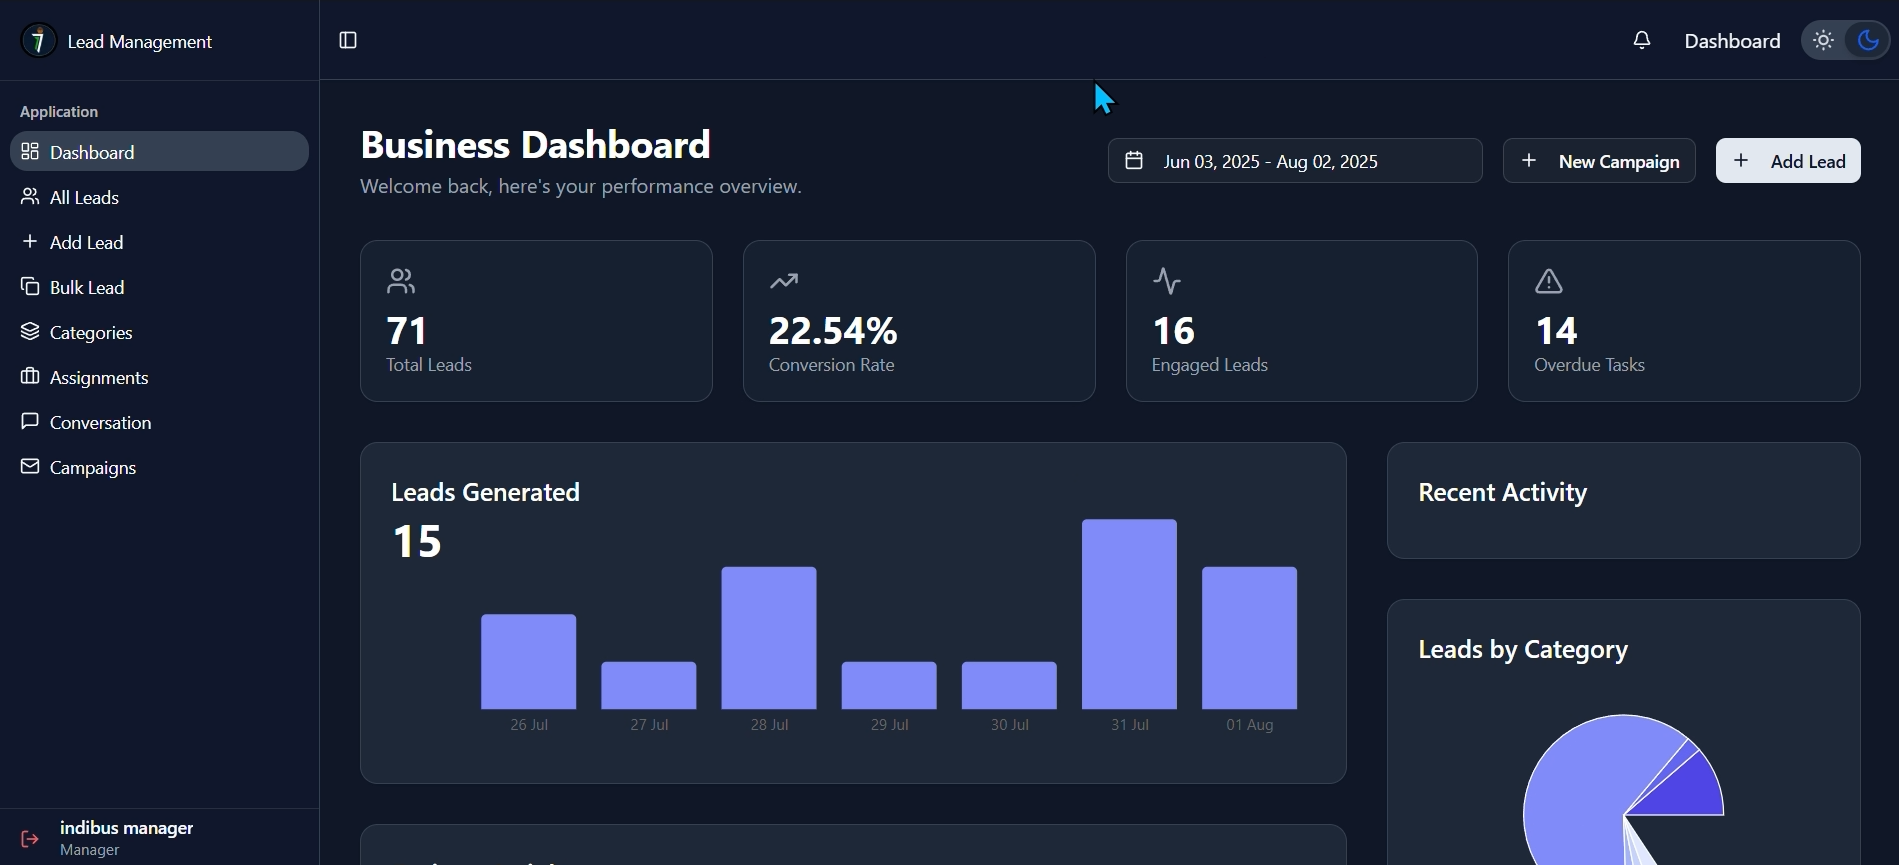 Lead Management
Application
Dashboard
All Leads
Add Lead
Bulk Lead
Categories
Assignments
Conversation
Campaigns
indibus manager
Manager
Dashboard
Business Dashboard
Welcome back, here's your performance overview.
Jun 03, 2025 - Aug 02, 2025
New Campaign
Add Lead
71
Total Leads
22.54%
Conversion Rate
16
Engaged Leads
14
Overdue Tasks
Leads Generated
15
26 Jul
27 Jul
28 Jul
29 Jul
30 Jul
31 Jul
01 Aug
Recent Activity
Leads by Category